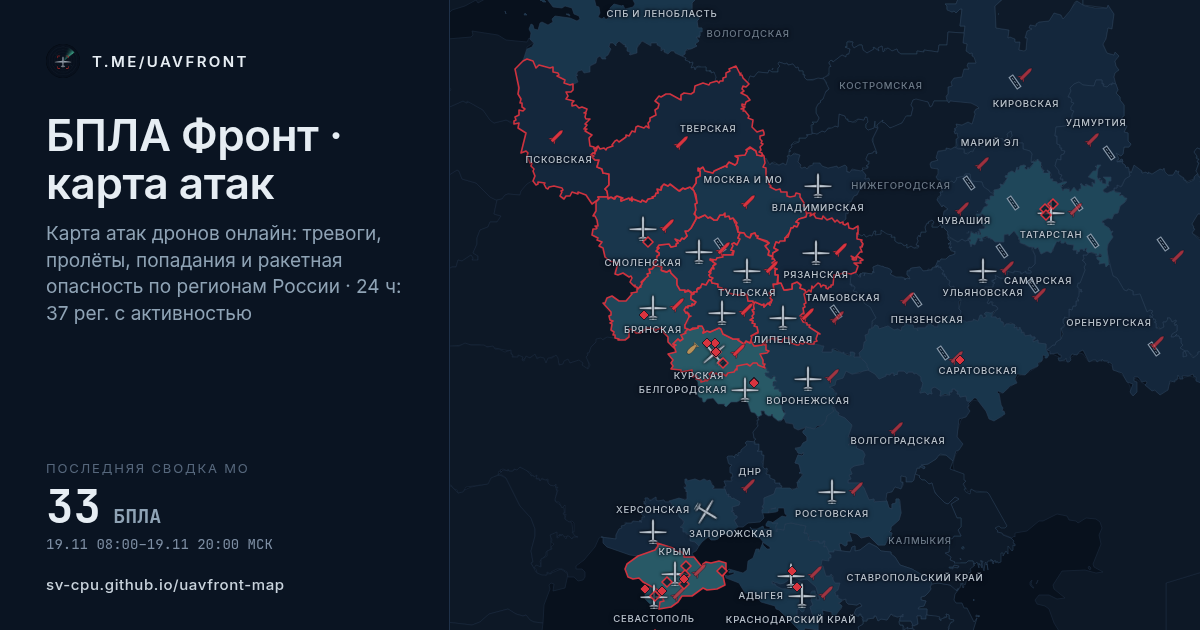 T.ME/UAVFRONT
БПЛА Фронт ·
карта атак
Карта атак дронов онлайн: тревоги,
пролёты, попадания и ракетная
опасность по регионам России · 24 ч:
37 рег. с активностью
ПОСЛЕДНЯЯ СВОДКА МО
33 БПЛА
19.11 08:00–19.11 20:00 МСК
sv-cpu.github.io/uavfront-map
СПБ И ЛЕНОБЛАСТЬ
ВОЛОГОДСКАЯ
КОСТРОМСКАЯ
КИРОВСКАЯ
УДМУРТИЯ
ТВЕРСКАЯ
МАРИЙ ЭЛ
ПСКОВСКАЯ
МОСКВА И МО
НИЖЕГОРОДСКАЯ
ВЛАДИМИРСКАЯ
ЧУВАШИЯ
ТАТАРСТАН
СМОЛЕНСКАЯ
РЯЗАНСКАЯ
САМАРСКАЯ
ТУЛЬСКАЯ
ТАМБОВСКАЯ
УЛЬЯНОВСКАЯ
ПЕНЗЕНСКАЯ
ОРЕНБУРГСКАЯ
БРЯНСКАЯ
ЛИПЕЦКАЯ
САРАТОВСКАЯ
КУРСКАЯ
БЕЛГОРОДСКАЯ
ВОРОНЕЖСКАЯ
ВОЛГОГРАДСКАЯ
ДНР
ХЕРСОНСКАЯ
РОСТОВСКАЯ
ЗАПОРОЖСКАЯ
КАЛМЫКИЯ
КРЫМ
СТАВРОПОЛЬСКИЙ КРАЙ
АДЫГЕЯ
СЕВАСТОПОЛЬ
КРАСНОДАРСКИЙ КРАЙ